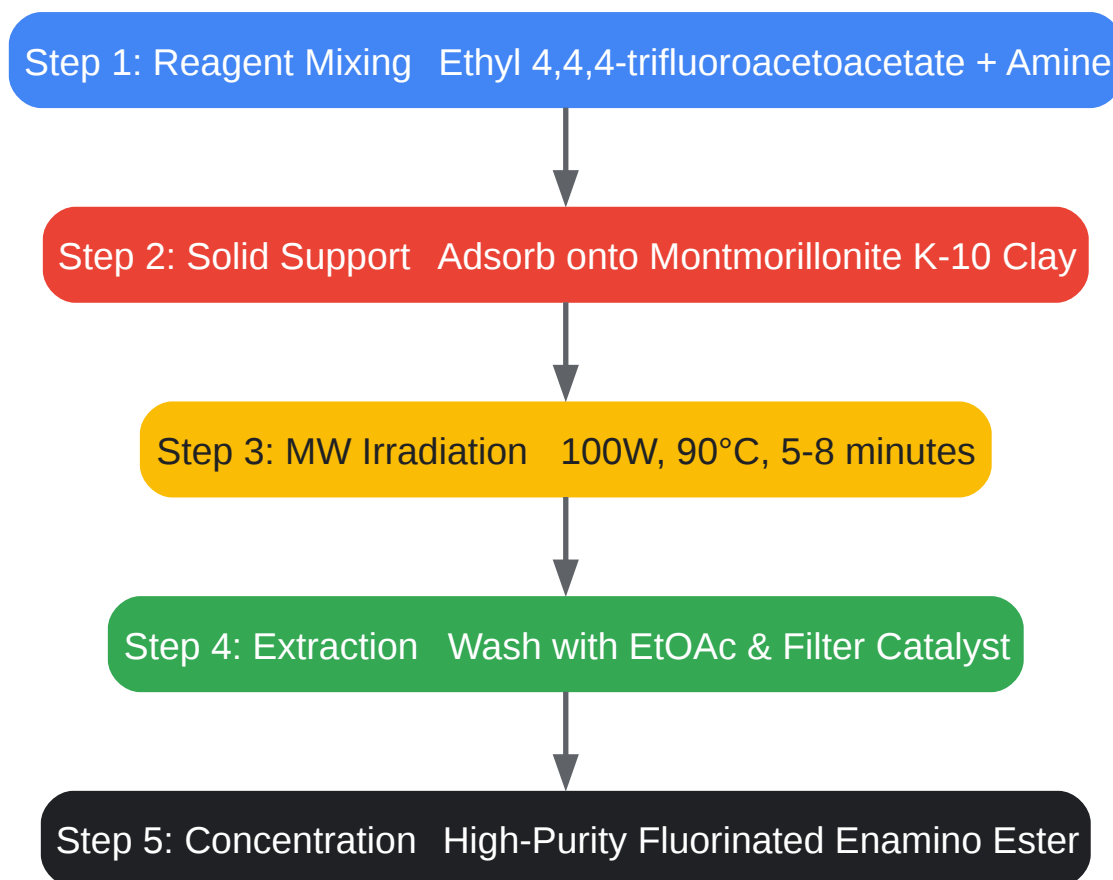 Step 1: Reagent Mixing Ethyl 4,4,4-trifluoroacetoacetate + Amine
Step 2: Solid Support Adsorb onto Montmorillonite K-10 Clay
Step 3: MW Irradiation 100W, 90°C, 5-8 minutes
Step 4: Extraction Wash with EtOAc & Filter Catalyst
Step 5: Concentration High-Purity Fluorinated Enamino Ester